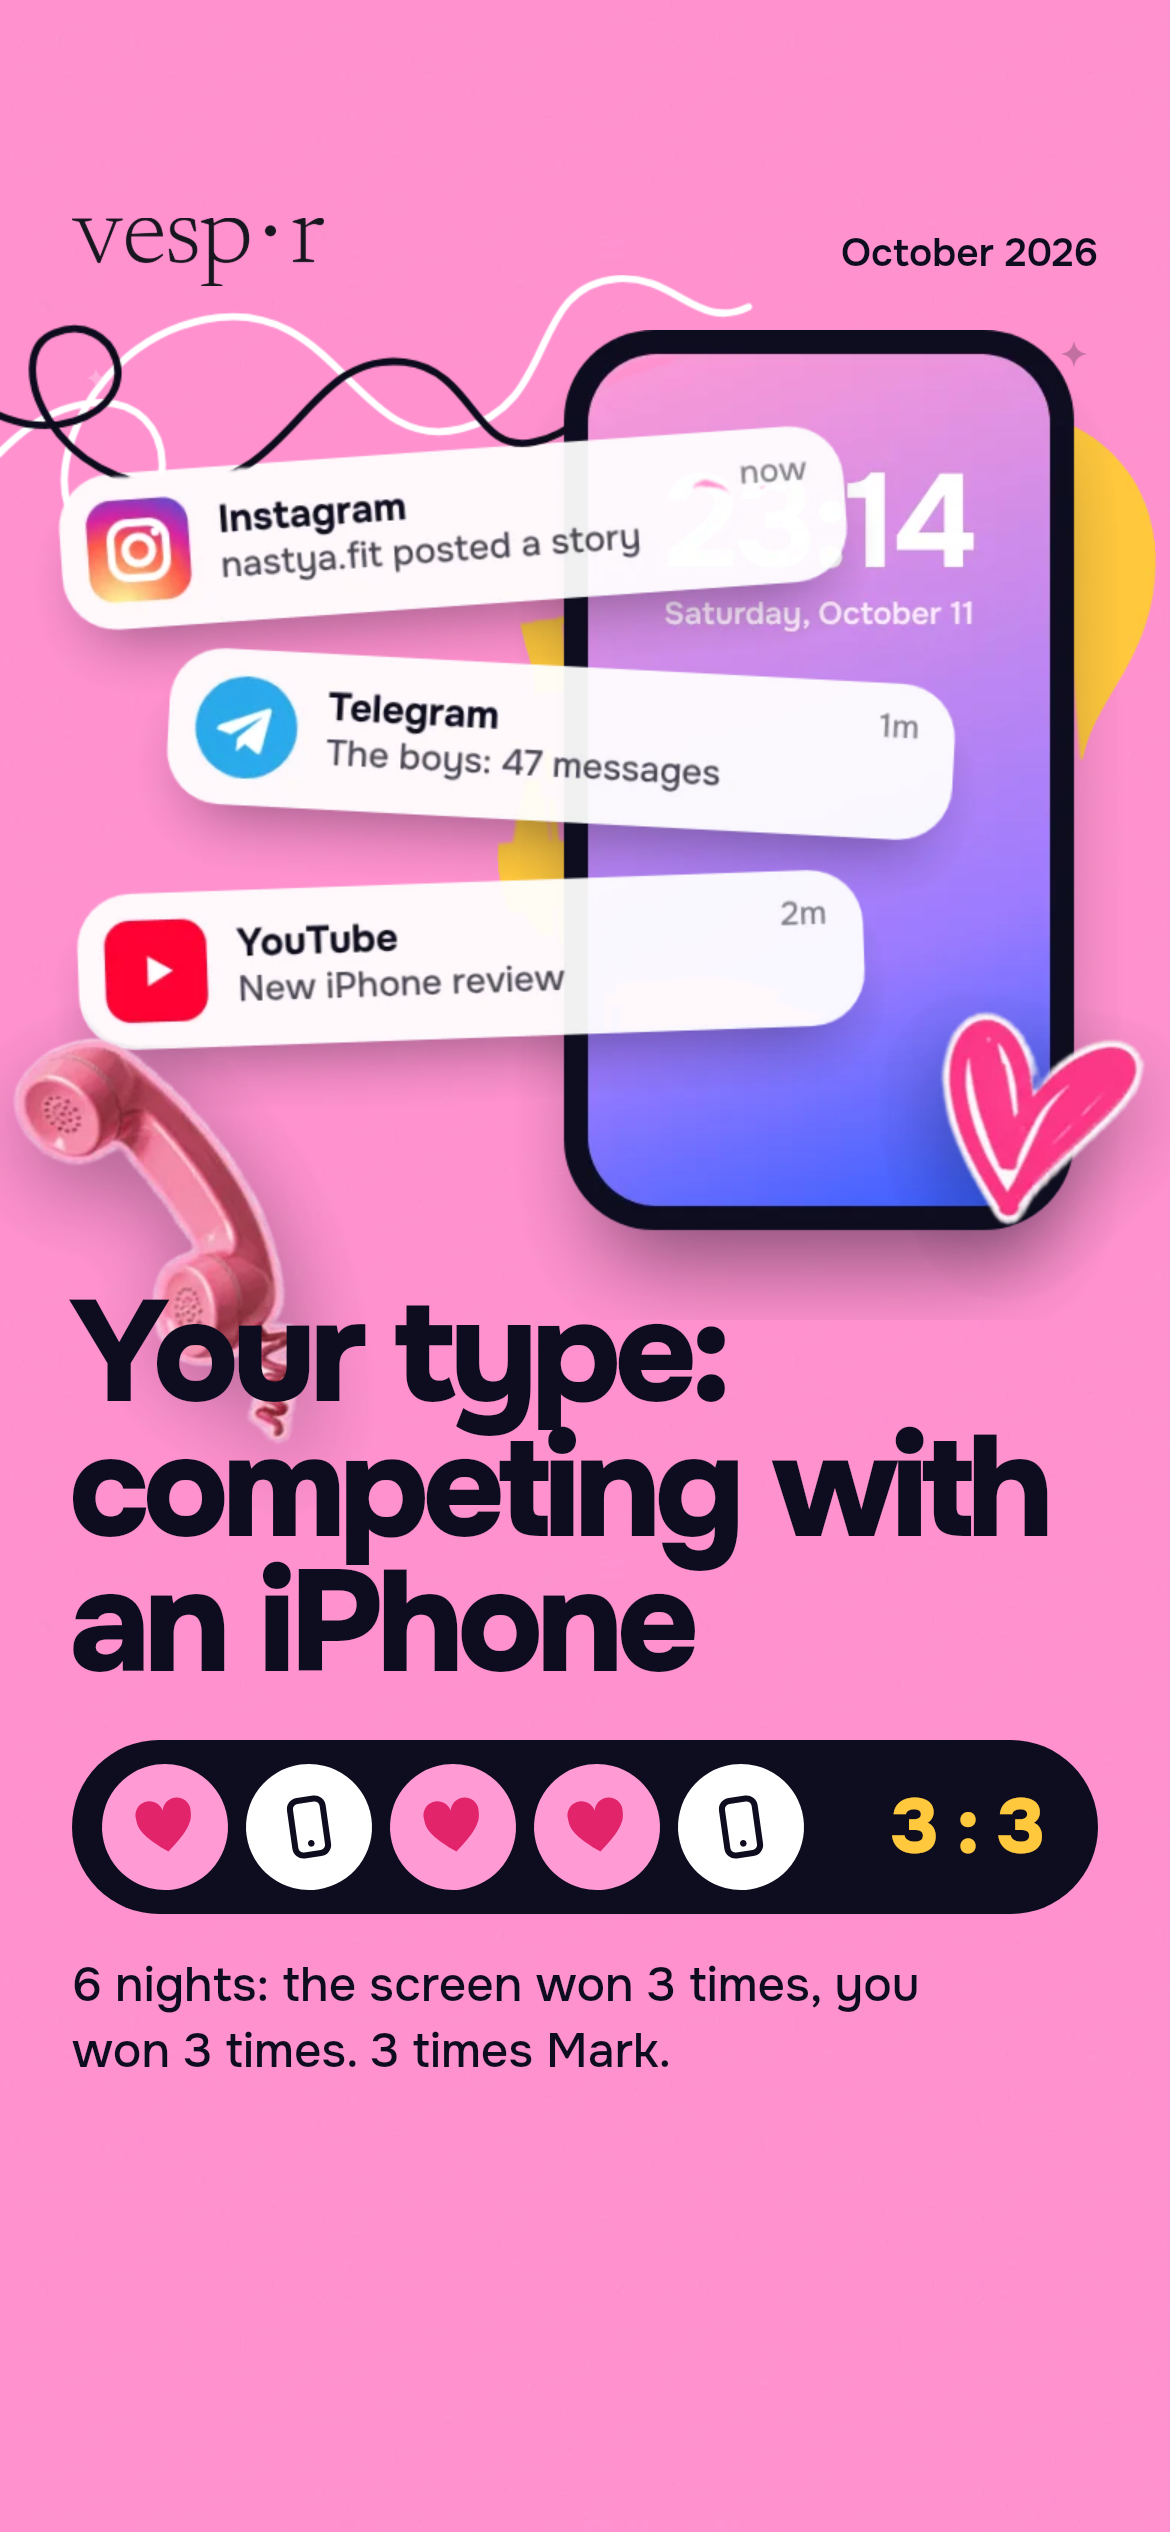 vesp·r
October 2026
Instagram
now
nastya.fit posted a story
23:14
Saturday, October 11
Telegram
1m
The boys: 47 messages
YouTube
2m
New iPhone review
Your type:
competing with
an iPhone
3 : 3
6 nights: the screen won 3 times, you
won 3 times. 3 times Mark.